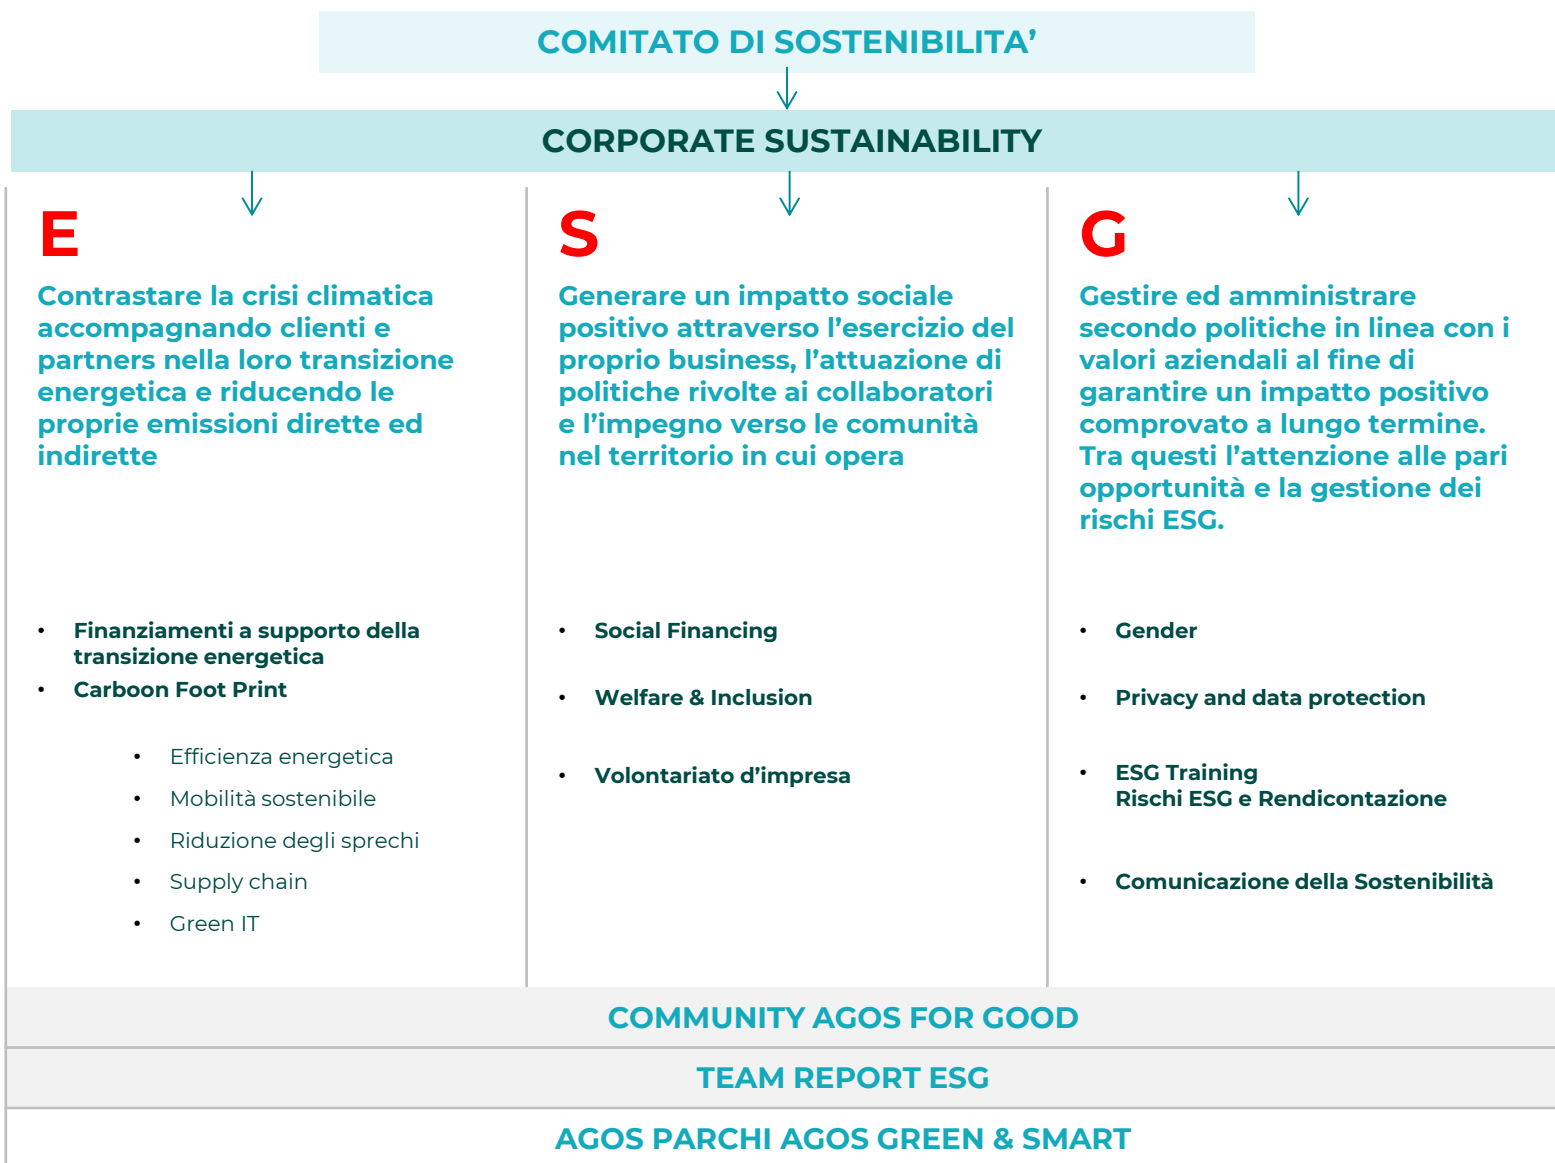 COMITATO DI SOSTENIBILITA’
CORPORATE SUSTAINABILITY
E
Contrastare la crisi climatica
accompagnando clienti e
partners nella loro transizione
energetica e riducendo le
proprie emissioni dirette ed
indirette
• Finanziamenti a supporto della
transizione energetica
• Carboon Foot Print
• Efficienza energetica
• Mobilità sostenibile
• Riduzione degli sprechi
• Supply chain
• Green IT
S
Generare un impatto sociale
positivo attraverso l’esercizio del
proprio business, l’attuazione di
politiche rivolte ai collaboratori
e l’impegno verso le comunità
nel territorio in cui opera
• Social Financing
• Welfare & Inclusion
• Volontariato d’impresa
G
Gestire ed amministrare
secondo politiche in linea con i
valori aziendali al fine di
garantire un impatto positivo
comprovato a lungo termine.
Tra questi l’attenzione alle pari
opportunità e la gestione dei
rischi ESG.
• Gender
• Privacy and data protection
• ESG Training
Rischi ESG e Rendicontazione
• Comunicazione della Sostenibilità
COMMUNITY AGOS FOR GOOD
TEAM REPORT ESG
AGOS PARCHI AGOS GREEN & SMART